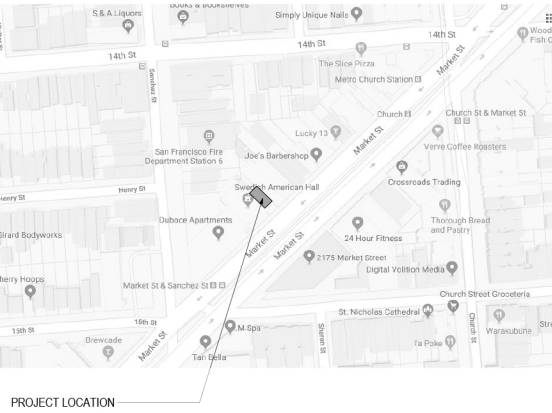 S & A Liquors
Books & Bookshelves
Simply Unique Nails
14th St
14th St
14th St
Market St
Wood
Fish C
The Slice Pizza
Metro Church Station
Sanchez St
Church
Church St & Market St
Lucky 13
Market St
San Francisco Fire
Department Station 6
Joe's Barbershop
Verve Coffee Roasters
Swedish American Hall
Crossroads Trading
Henry St
Henry St
Duboce Apartments
Thorough Bread
and Pastry
Girard Bodyworks
Market St
Market St
24 Hour Fitness
2175 Market Street
Digital Volition Media
herry Hoops
Market St & Sanchez St
Church Street Groceteria
St. Nicholas Cathedral
15th St
15th St
M Spa
Sharon St
Church St
Stre
Brewcade
Market St
Tan Bella
'a Poke
Warakubune
PROJECT LOCATION